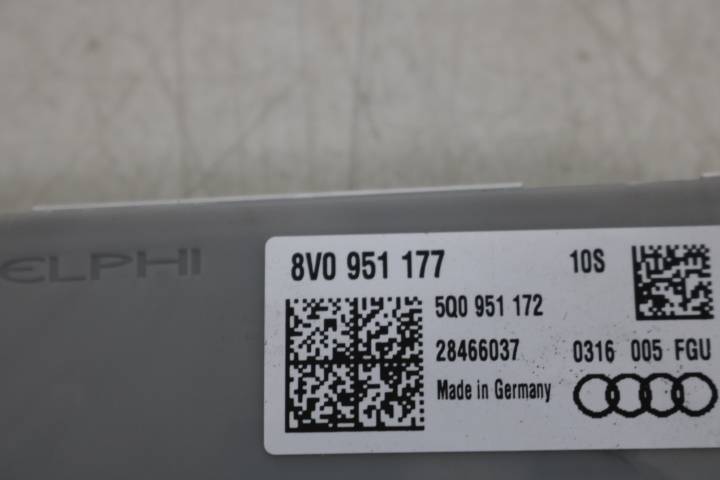 ELPHI
8V0 951 177 10S
5Q0 951 172
28466037 0316 005 FGU
Made in Germany